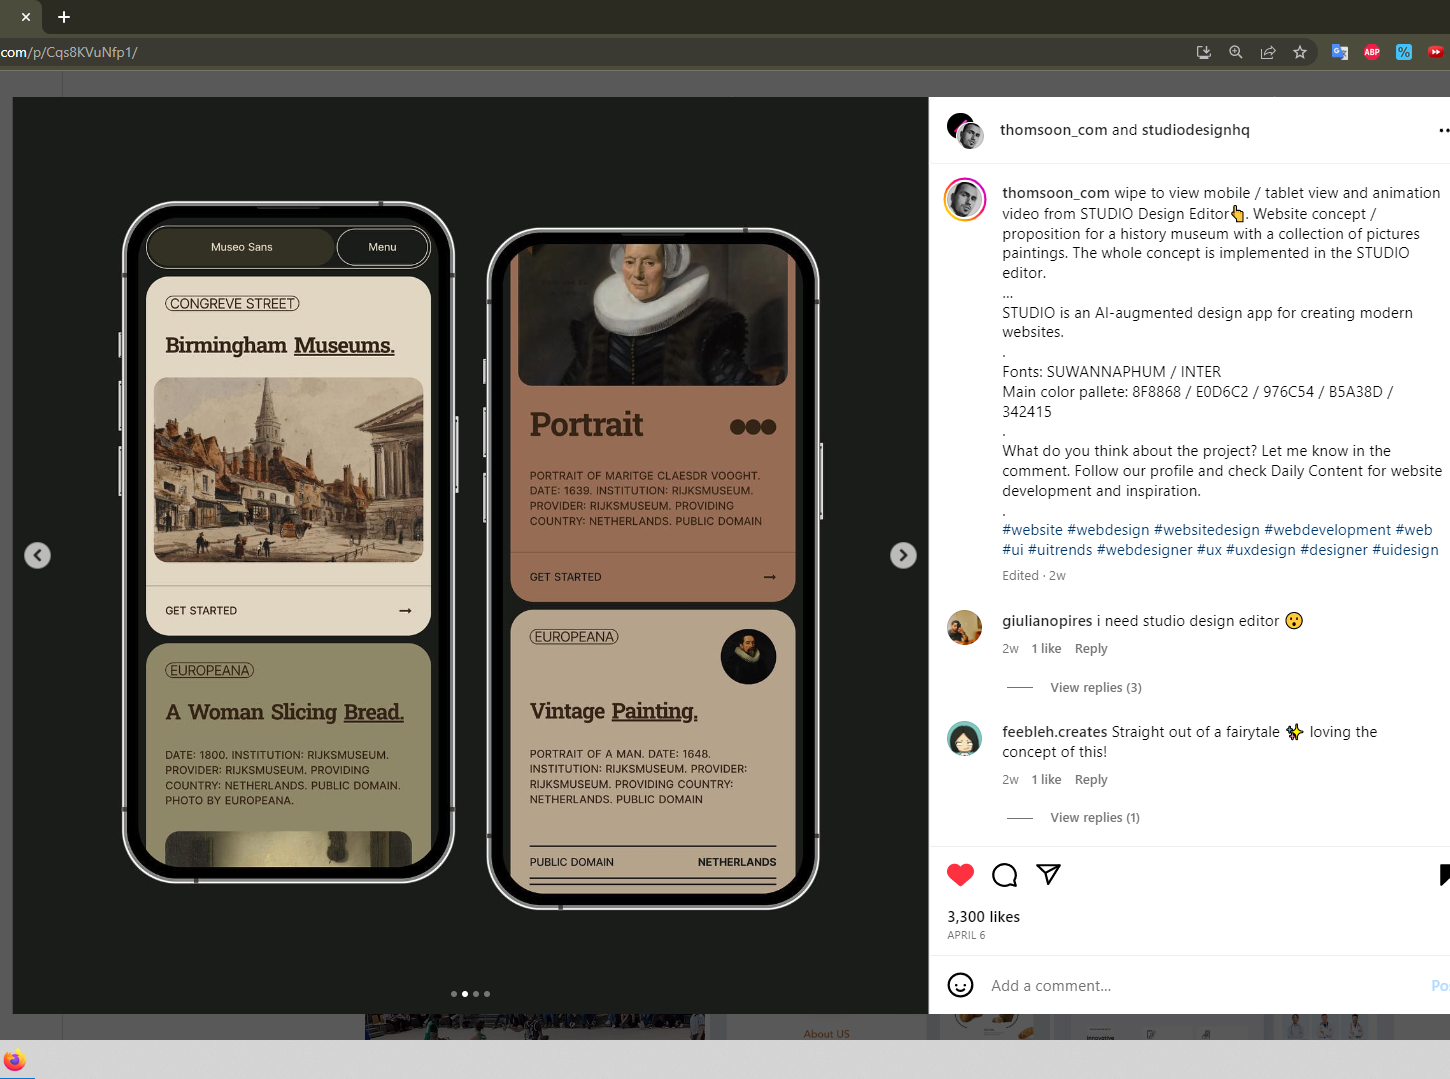 com/p/Cqs8KVuNfp1/
ABP
%
Museo Sans
Menu
CONGREVE STREET
Birmingham Museums.
GET STARTED
EUROPEANA
A Woman Slicing Bread.
DATE: 1800. INSTITUTION: RIJKSMUSEUM.
PROVIDER: RIJKSMUSEUM. PROVIDING
COUNTRY: NETHERLANDS. PUBLIC DOMAIN.
PHOTO BY EUROPEANA.
Portrait
PORTRAIT OF MARITGE CLAESDR VOOGHT.
DATE: 1639. INSTITUTION: RIJKSMUSEUM.
PROVIDER: RIJKSMUSEUM. PROVIDING
COUNTRY: NETHERLANDS. PUBLIC DOMAIN
GET STARTED
EUROPEANA
Vintage Painting.
PORTRAIT OF A MAN. DATE: 1648.
INSTITUTION: RIJKSMUSEUM. PROVIDER:
RIJKSMUSEUM. PROVIDING COUNTRY:
NETHERLANDS. PUBLIC DOMAIN
PUBLIC DOMAIN NETHERLANDS
thomsoon_com and studiodesignhq
thomsoon_com wipe to view mobile / tablet view and animation
video from STUDIO Design Editor👆. Website concept /
proposition for a history museum with a collection of pictures
paintings. The whole concept is implemented in the STUDIO
editor.
...
STUDIO is an AI-augmented design app for creating modern
websites.
.
Fonts: SUWANNAPHUM / INTER
Main color pallete: 8F8868 / E0D6C2 / 976C54 / B5A38D /
342415
.
What do you think about the project? Let me know in the
comment. Follow our profile and check Daily Content for website
development and inspiration.
.
#website #webdesign #websitedesign #webdevelopment #web
#ui #uitrends #webdesigner #ux #uxdesign #designer #uidesign
Edited · 2w
giulianopires i need studio design editor 😮
2w 1 like Reply
View replies (3)
feebleh.creates Straight out of a fairytale ✨ loving the
concept of this!
2w 1 like Reply
View replies (1)
3,300 likes
APRIL 6
Add a comment...
Po
About US
innovative